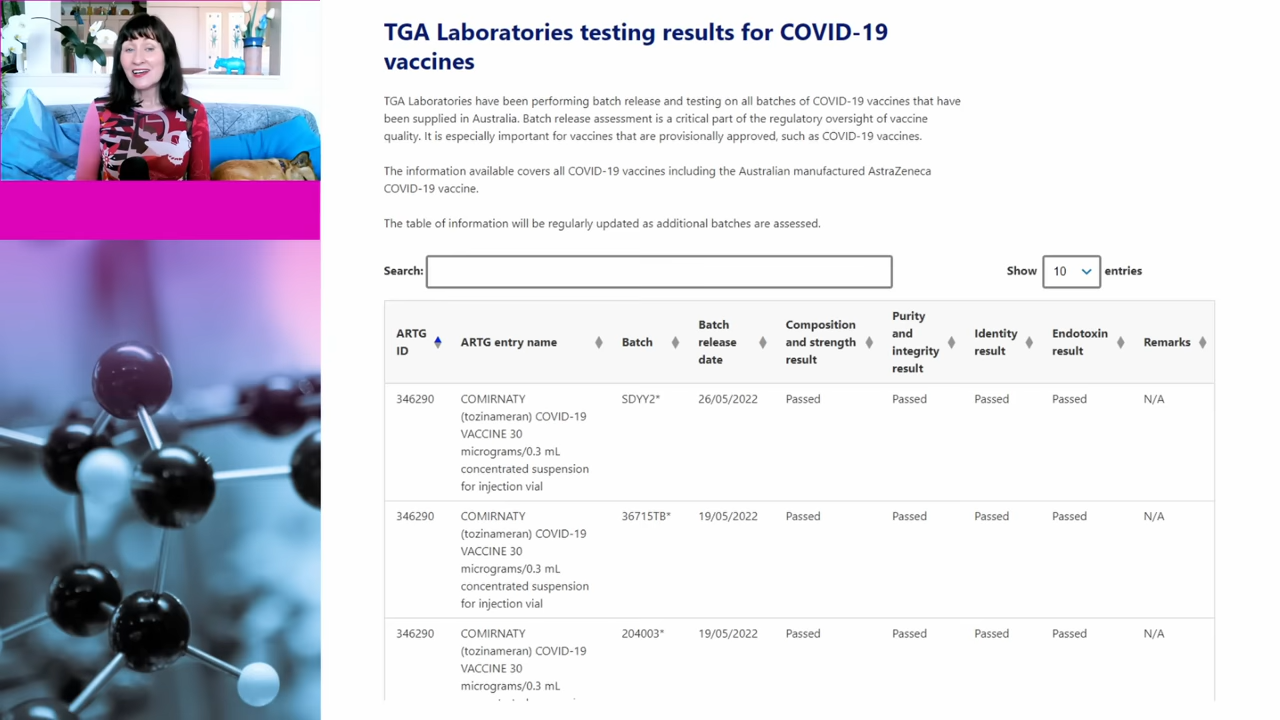 TGA Laboratories testing results for COVID-19
vaccines
TGA Laboratories have been performing batch release and testing on all batches of COVID-19 vaccines that have
been supplied in Australia. Batch release assessment is a critical part of the regulatory oversight of vaccine
quality. It is especially important for vaccines that are provisionally approved, such as COVID-19 vaccines.
The information available covers all COVID-19 vaccines including the Australian manufactured AstraZeneca
COVID-19 vaccine.
The table of information will be regularly updated as additional batches are assessed.
Search:
Show 10 entries
ARTG
ID
ARTG entry name
Batch
Batch
release
date
Composition
and strength
result
Purity
and
integrity
result
Identity
result
Endotoxin
result
Remarks
346290
COMIRNATY
(tozinameran) COVID-19
VACCINE 30
micrograms/0.3 mL
concentrated suspension
for injection vial
SDYY2*
26/05/2022
Passed
Passed
Passed
Passed
N/A
346290
COMIRNATY
(tozinameran) COVID-19
VACCINE 30
micrograms/0.3 mL
concentrated suspension
for injection vial
36715TB*
19/05/2022
Passed
Passed
Passed
Passed
N/A
346290
COMIRNATY
(tozinameran) COVID-19
VACCINE 30
micrograms/0.3 mL
204003*
19/05/2022
Passed
Passed
Passed
Passed
N/A